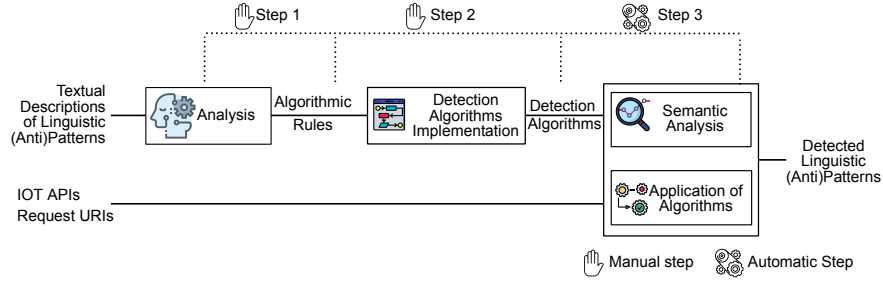 Step 1
Step 2
Step 3
Textual
Descriptions
of Linguistic
(Anti)Patterns
Analysis
Algorithmic
Rules
Detection
Algorithms
Implementation
Detection
Algorithms
Semantic
Analysis
Application of
Algorithms
Detected
Linguistic
(Anti)Patterns
IOT APIs
Request URIs
Manual step
Automatic Step